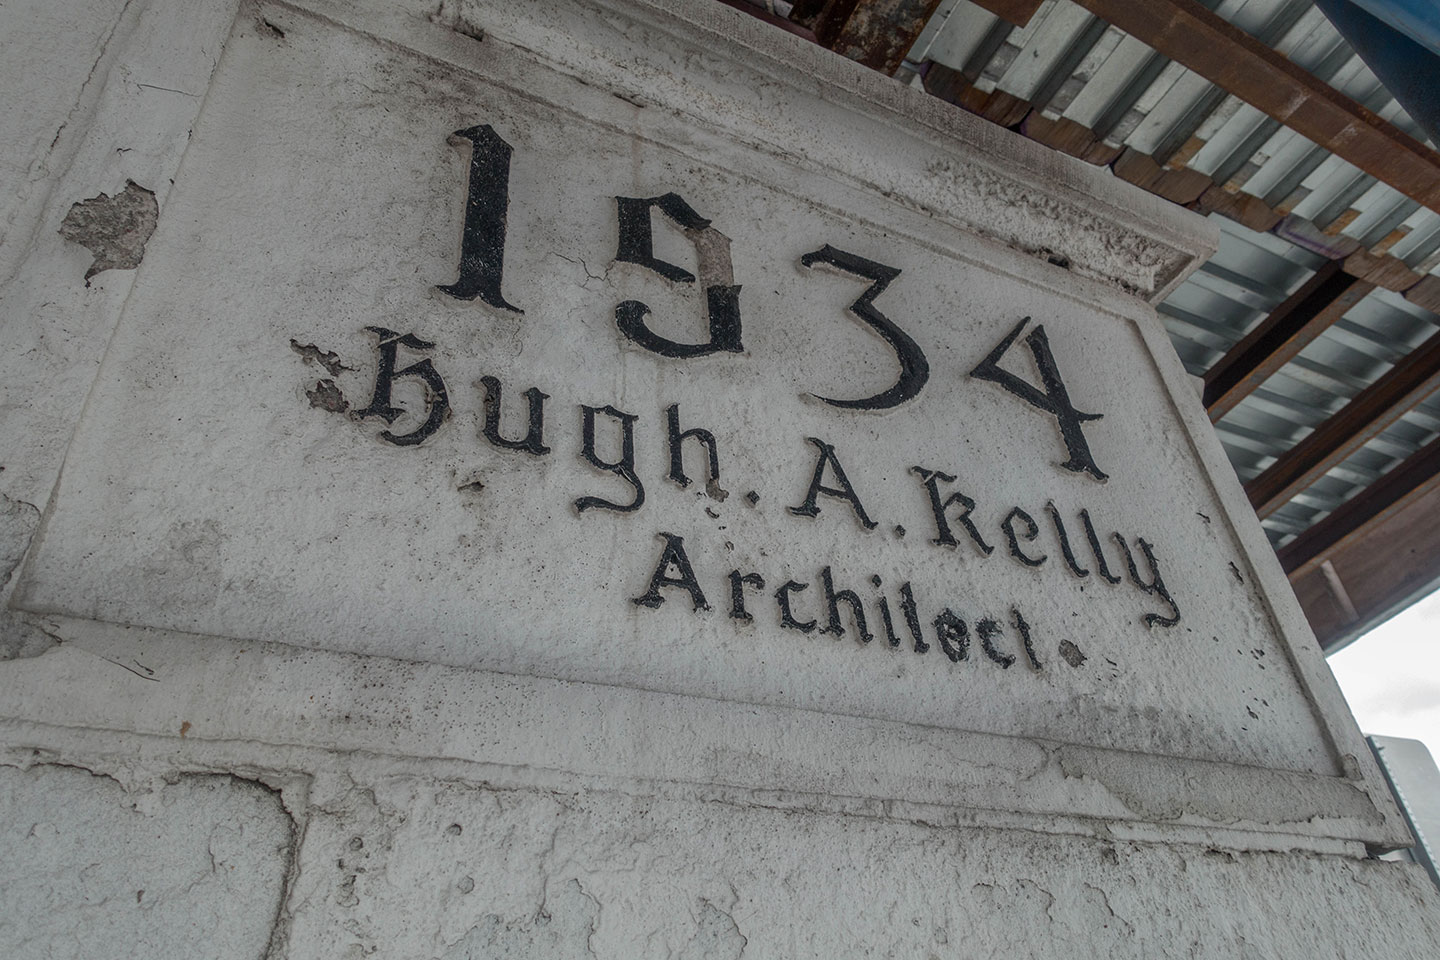 1934
Hugh. A. Kelly
Architect.